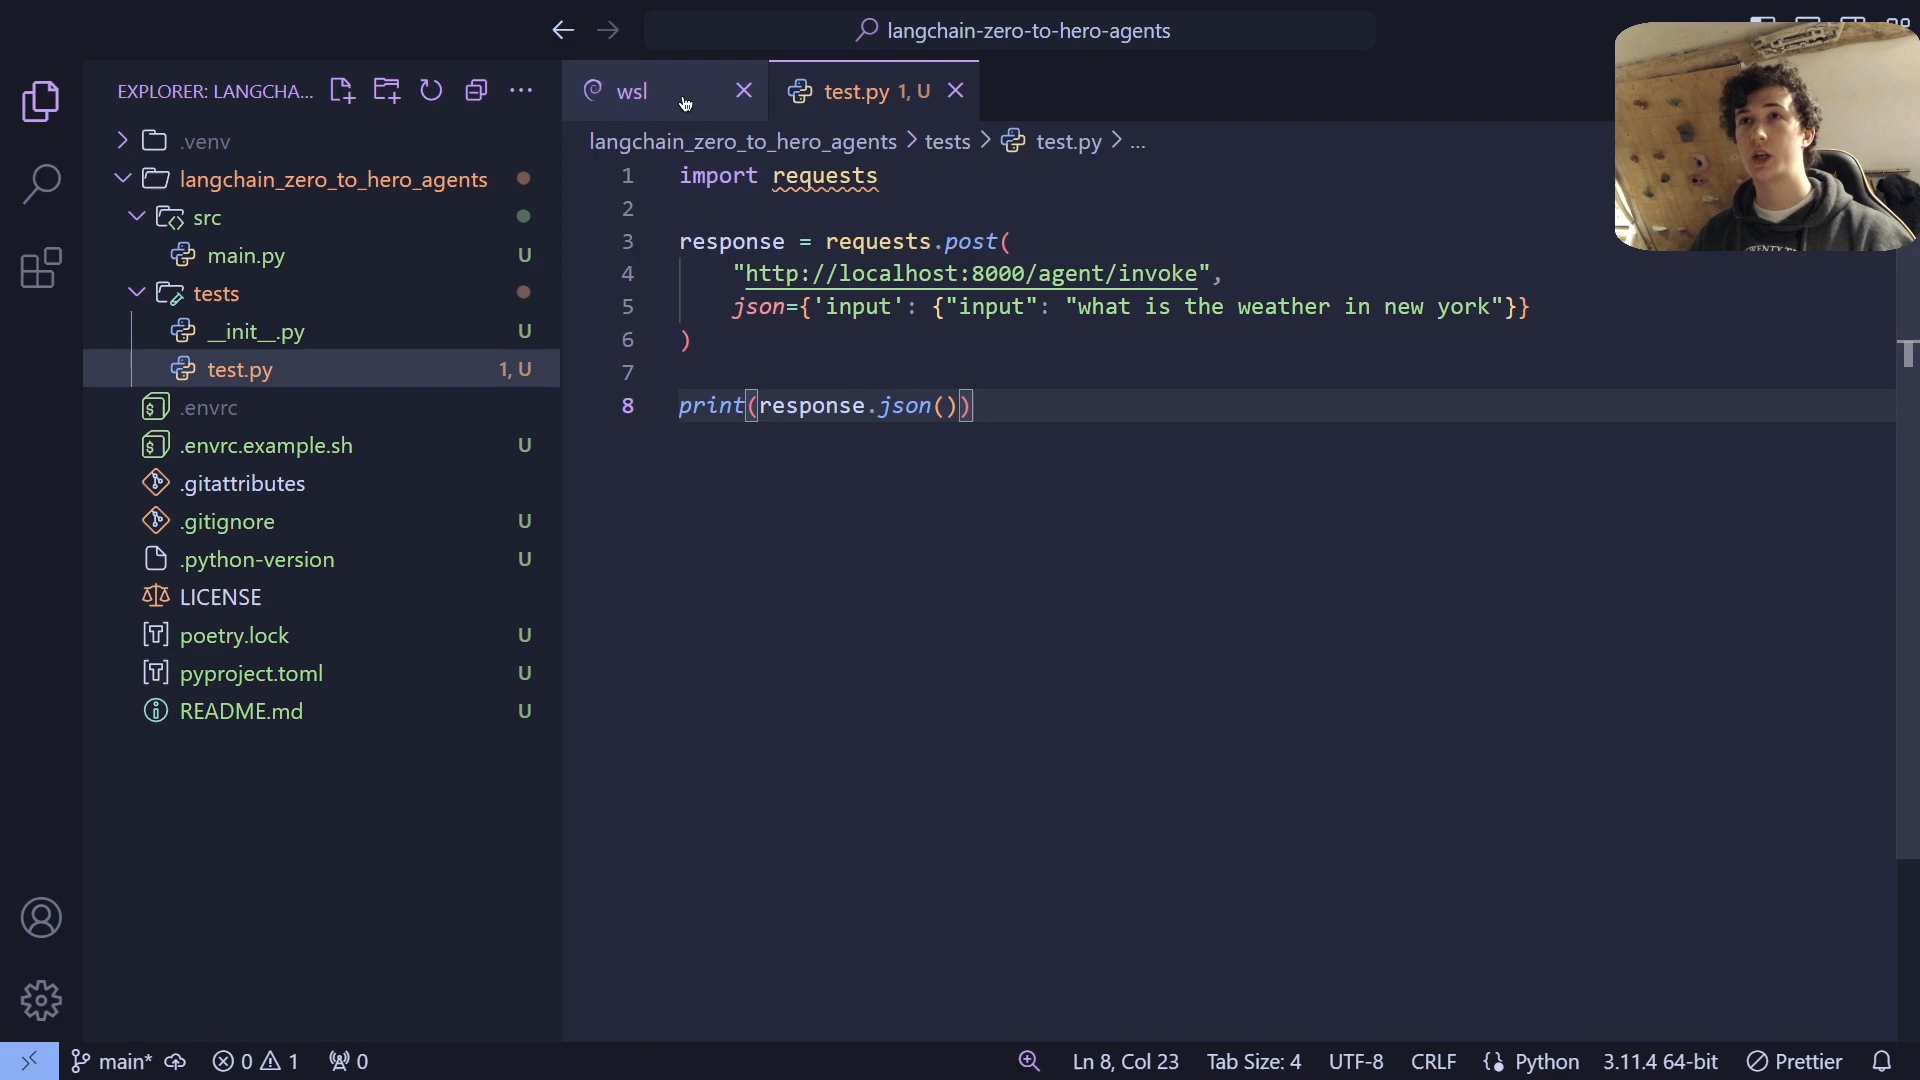 langchain-zero-to-hero-agents
EXPLORER: LANGCHA...
.venv
langchain_zero_to_hero_agents
src
main.py U
tests
__init__.py U
test.py 1, U
.envrc
.envrc.example.sh U
.gitattributes
.gitignore U
.python-version U
LICENSE
poetry.lock U
pyproject.toml U
README.md U
wsl
test.py 1, U
langchain_zero_to_hero_agents > tests > test.py > ...
1 import requests
2
3 response = requests.post(
4 "http://localhost:8000/agent/invoke",
5 json={'input': {"input": "what is the weather in new york"}}
6 )
7
8 print(response.json())
main* 0 1 0
Ln 8, Col 23 Tab Size: 4 UTF-8 CRLF Python 3.11.4 64-bit Prettier